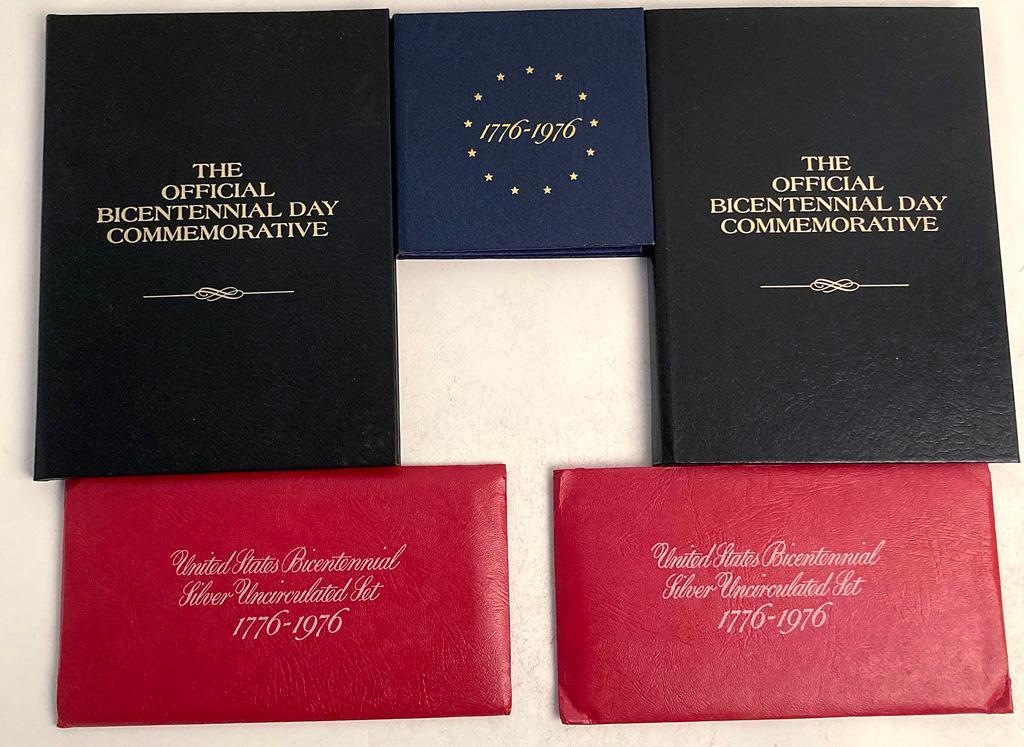 THE
OFFICIAL
BICENTENNIAL DAY
COMMEMORATIVE
1776-1976
THE
OFFICIAL
BICENTENNIAL DAY
COMMEMORATIVE
United States Bicentennial
Silver Uncirculated Set
1776-1976
United States Bicentennial
Silver Uncirculated Set
1776-1976